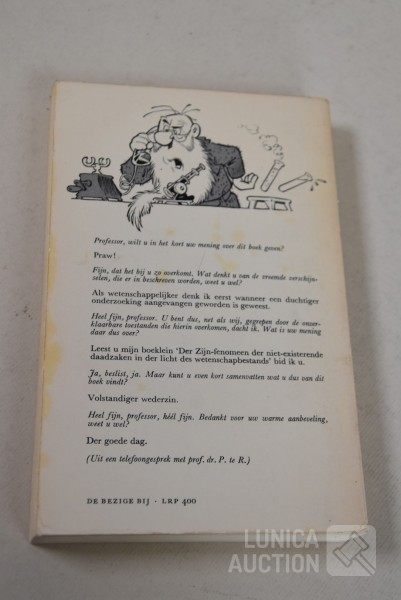 Professor, wilt u in het kort uw mening over dit boek geven?
Praw!
Fijn, dat het bij u zo overkomt. Wat denkt u van de vreemde verschijn-
selen, die er in beschreven worden, weet u wel?
Als wetenschappelijker denk ik eerst wanneer een duchtiger
onderzoeking aangevangen geworden is geweest.
Heel fijn, professor. U bent dus, net als wij, gegrepen door de onver-
klaarbare toestanden die hierin voorkomen, dacht ik. Wat is uw mening
daar dus over?
Leest u mijn boeklein 'Der Zijn-fenomeen der niet-existerende
daadzaken in der licht des wetenschapbestands' bid ik u.
Ja, beslist, ja. Maar kunt u even kort samenvatten wat u dus van dit
boek vindt?
Volstandiger wederzin.
Heel fijn, professor, héél fijn. Bedankt voor uw warme aanbeveling,
weet u wel?
Der goede dag.
(Uit een telefoongesprek met prof. dr. P. te R.)
DE BEZIGE BIJ - LRP 400
LUNICA
AUCTION